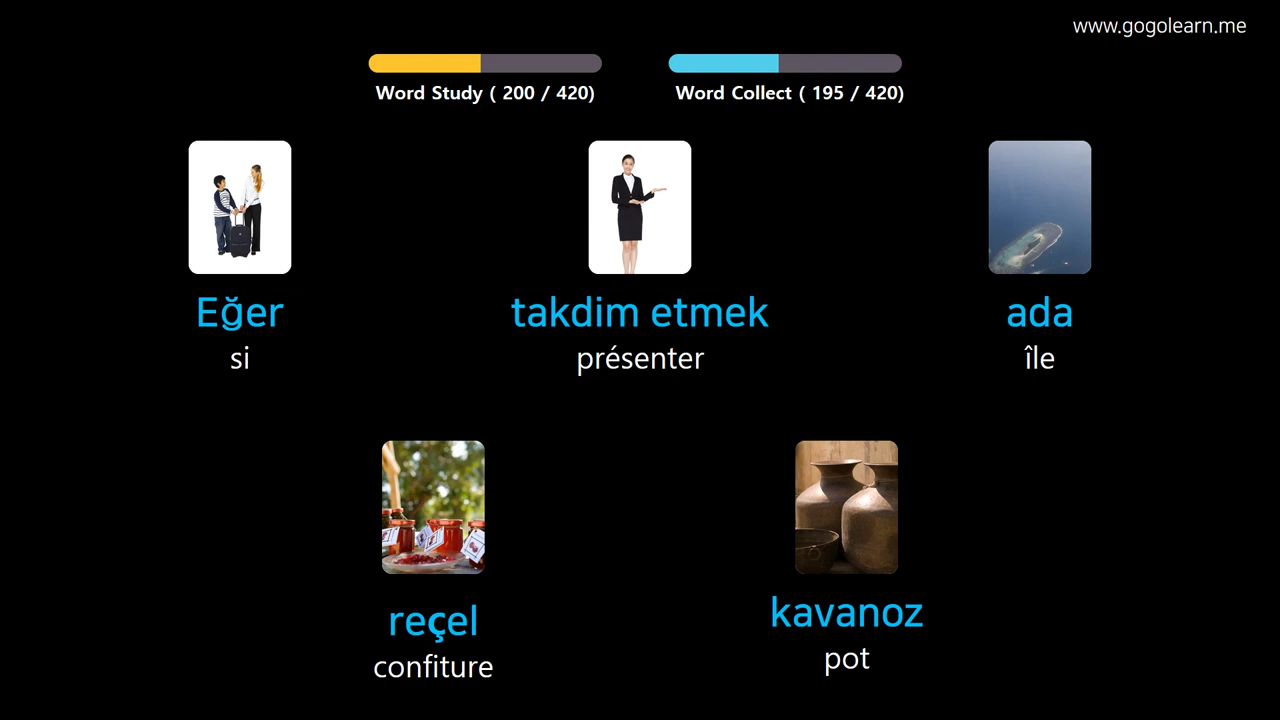 www.gogolearn.me
Word Study ( 200 / 420)
Word Collect ( 195 / 420)
Eğer
si
takdim etmek
présenter
ada
île
reçel
confiture
kavanoz
pot